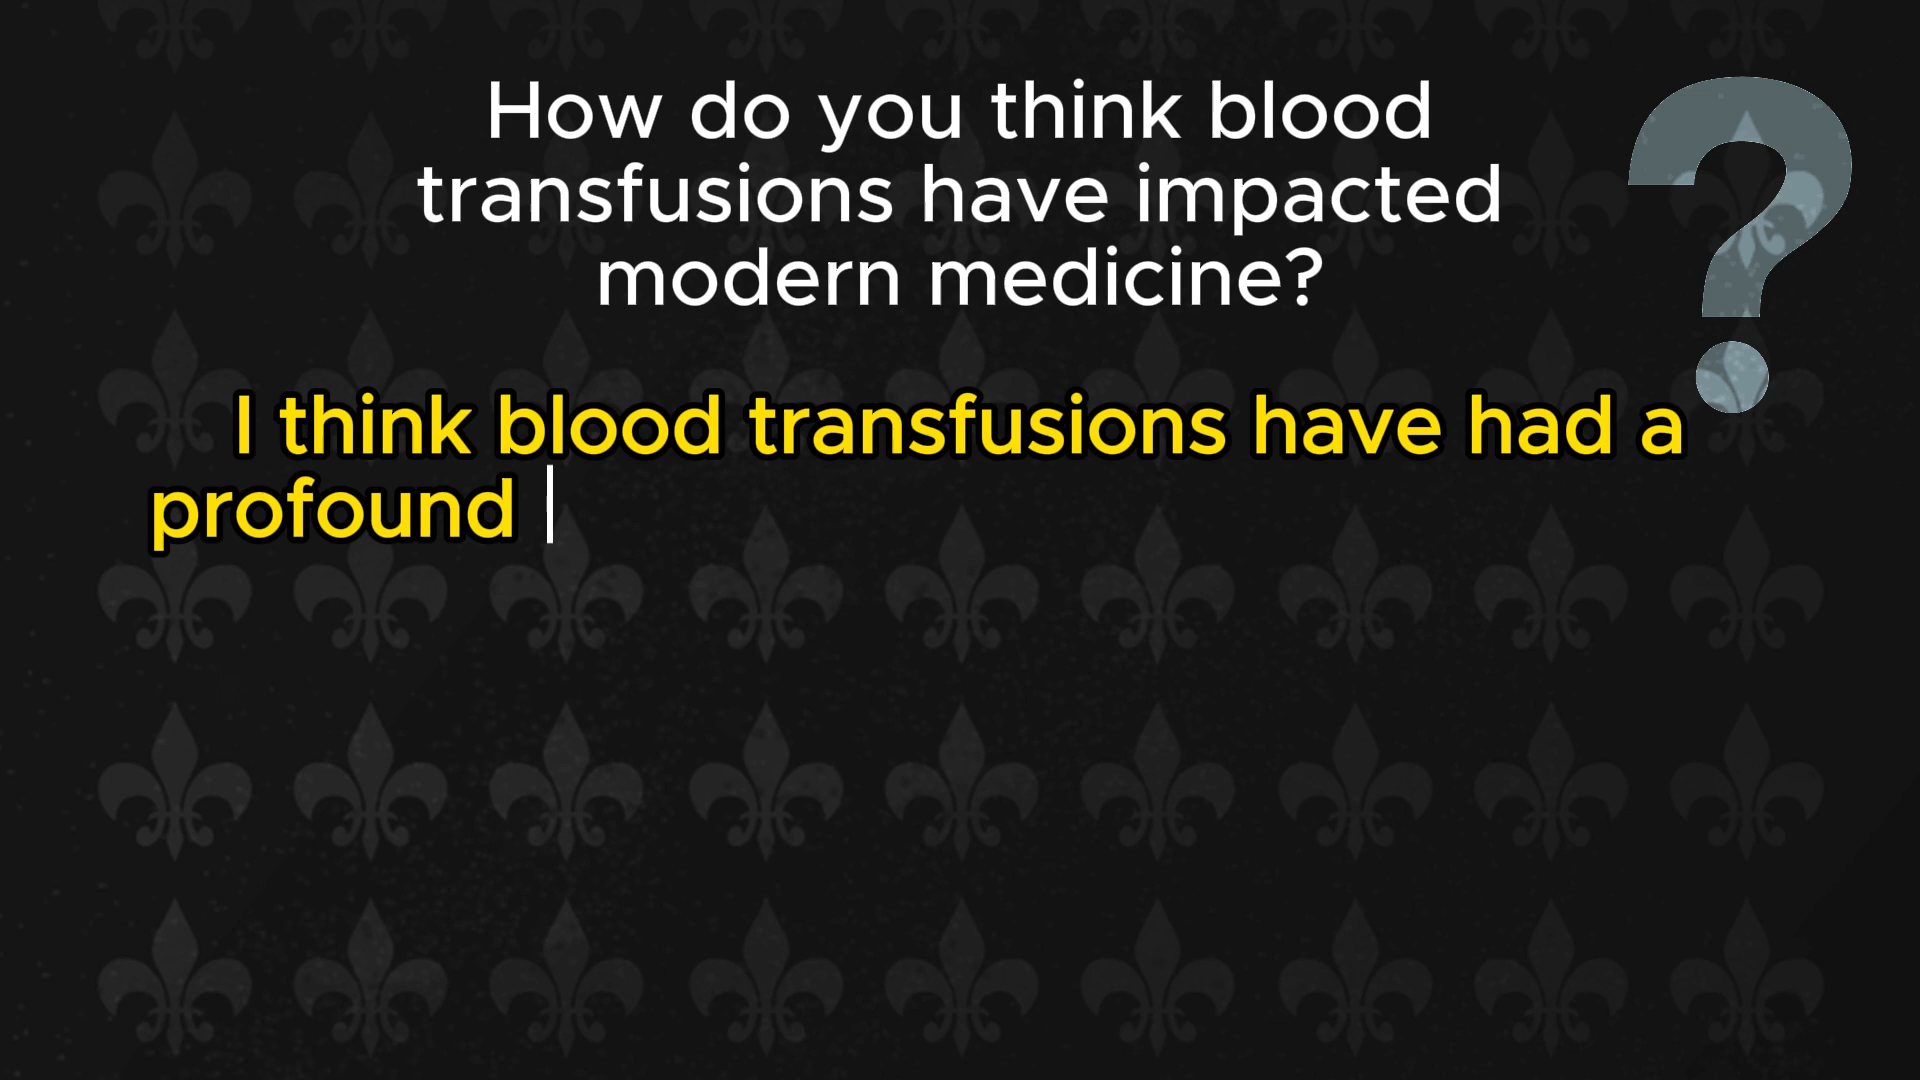 How do you think blood
transfusions have impacted
modern medicine?
?
I think blood transfusions have had a
profound